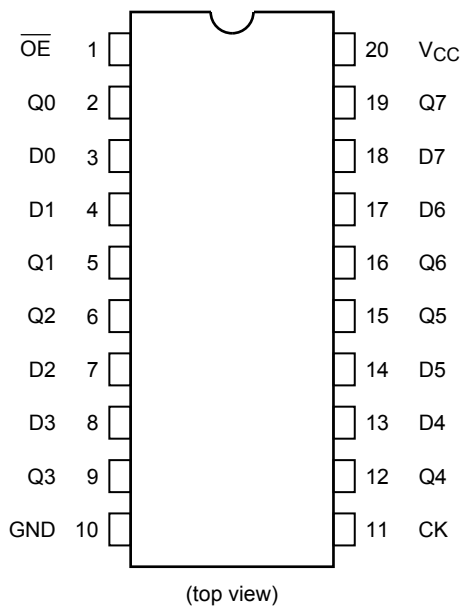 O̅E̅ 1 20 VCC
Q0 2 19 Q7
D0 3 18 D7
D1 4 17 D6
Q1 5 16 Q6
Q2 6 15 Q5
D2 7 14 D5
D3 8 13 D4
Q3 9 12 Q4
GND 10 11 CK
(top view)